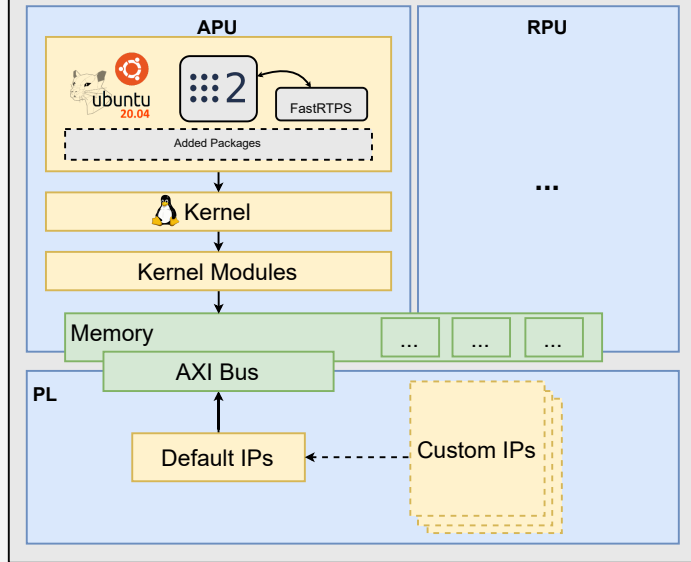 APU
RPU
ubuntu
20.04
2
FastRTPS
Added Packages
...
Kernel
Kernel Modules
Memory
...
...
...
AXI Bus
PL
Default IPs
Custom IPs